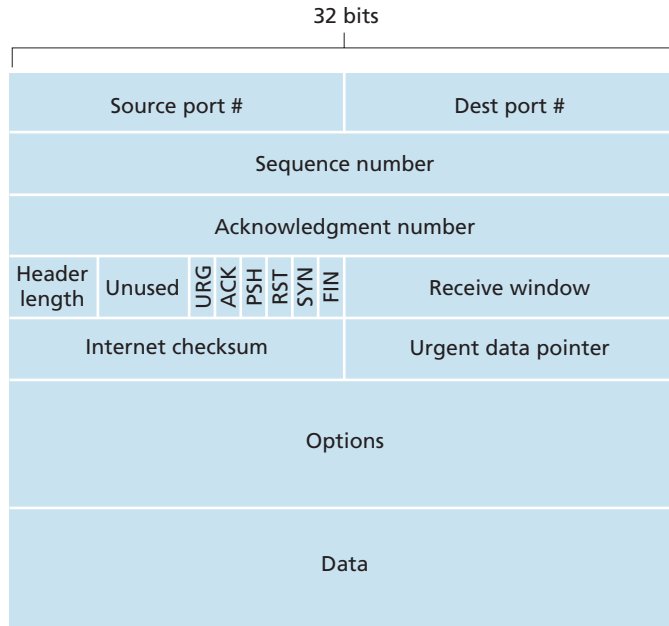 32 bits
Source port #
Dest port #
Sequence number
Acknowledgment number
Header
length
Unused
URG
ACK
PSH
RST
SYN
FIN
Receive window
Internet checksum
Urgent data pointer
Options
Data